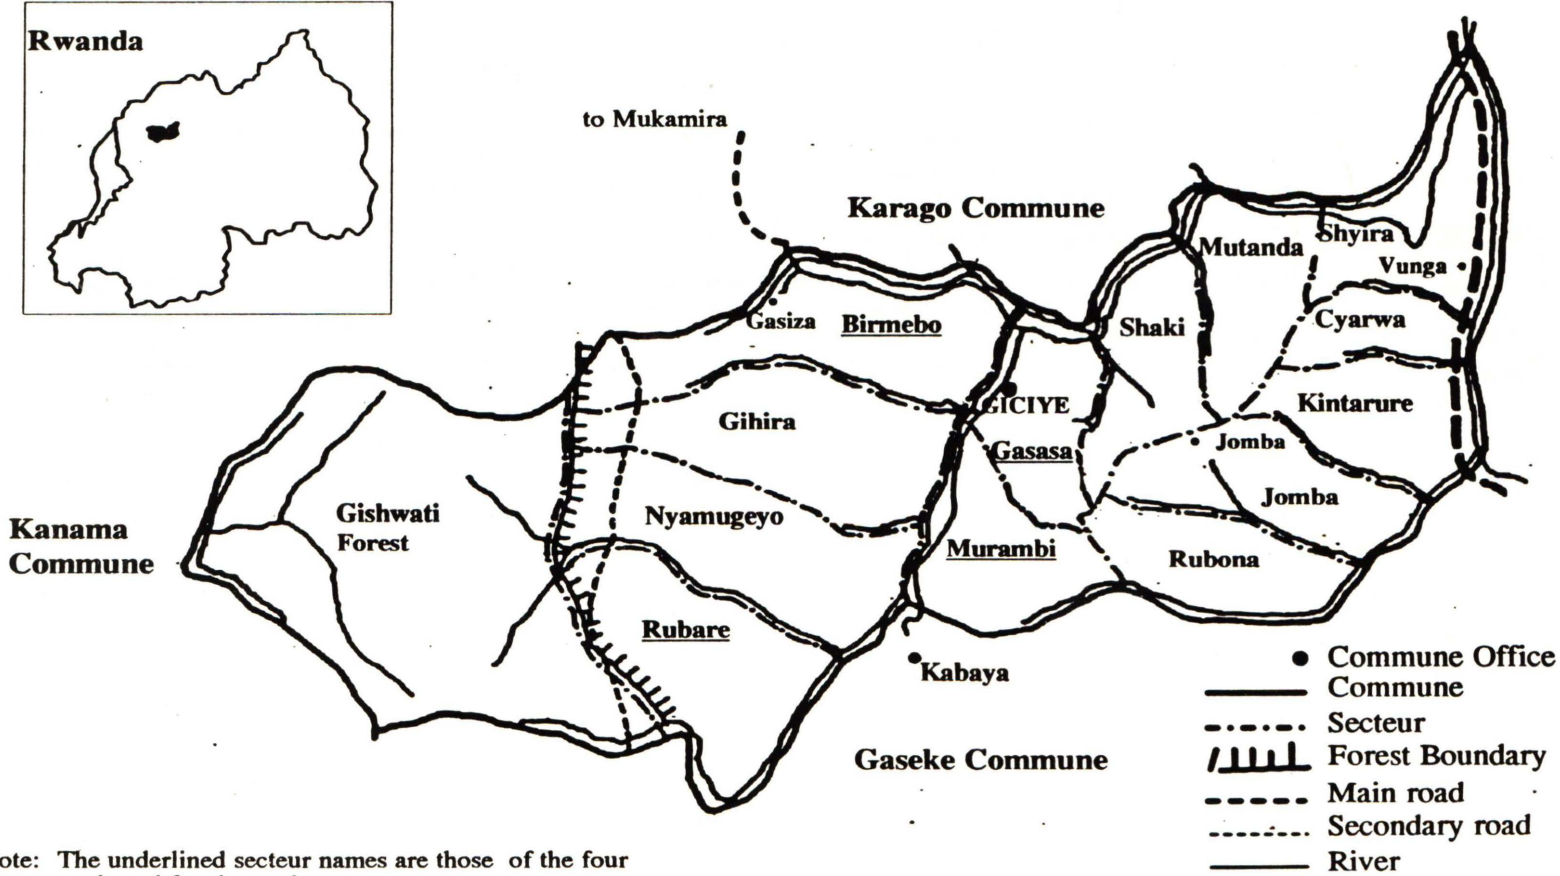 Rwanda
to Mukamira
Karago Commune
Mutanda
Shyira
Vunga
Gasiza
Birmebo
Shaki
Cyarwa
GICIYE
Kintarure
Gihira
Gasasa
Jomba
Jomba
Gishwati
Forest
Nyamugeyo
Kanama
Commune
Murambi
Rubona
Rubare
Kabaya
Gaseke Commune
Commune Office
Commune
Secteur
Forest Boundary
Main road
Secondary road
River
ote: The underlined secteur names are those of the four